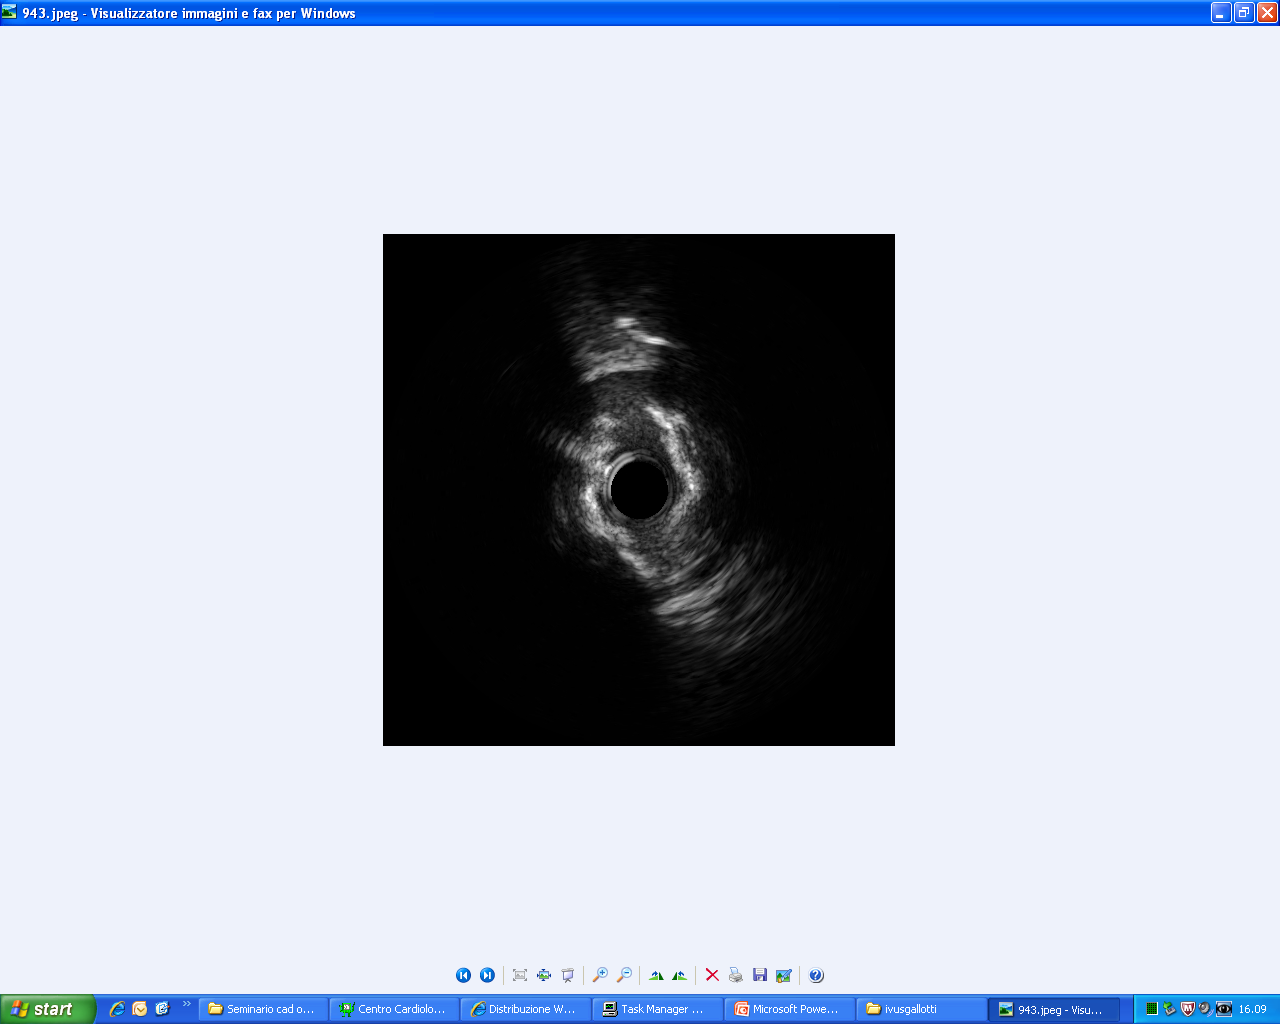 943.jpeg - Visualizzatore immagini e fax per Windows
start
Seminario cad o...
Centro Cardiolo...
Distribuzione W...
Task Manager ...
Microsoft Powe...
ivusgallotti
943.jpeg - Visu...
16.09